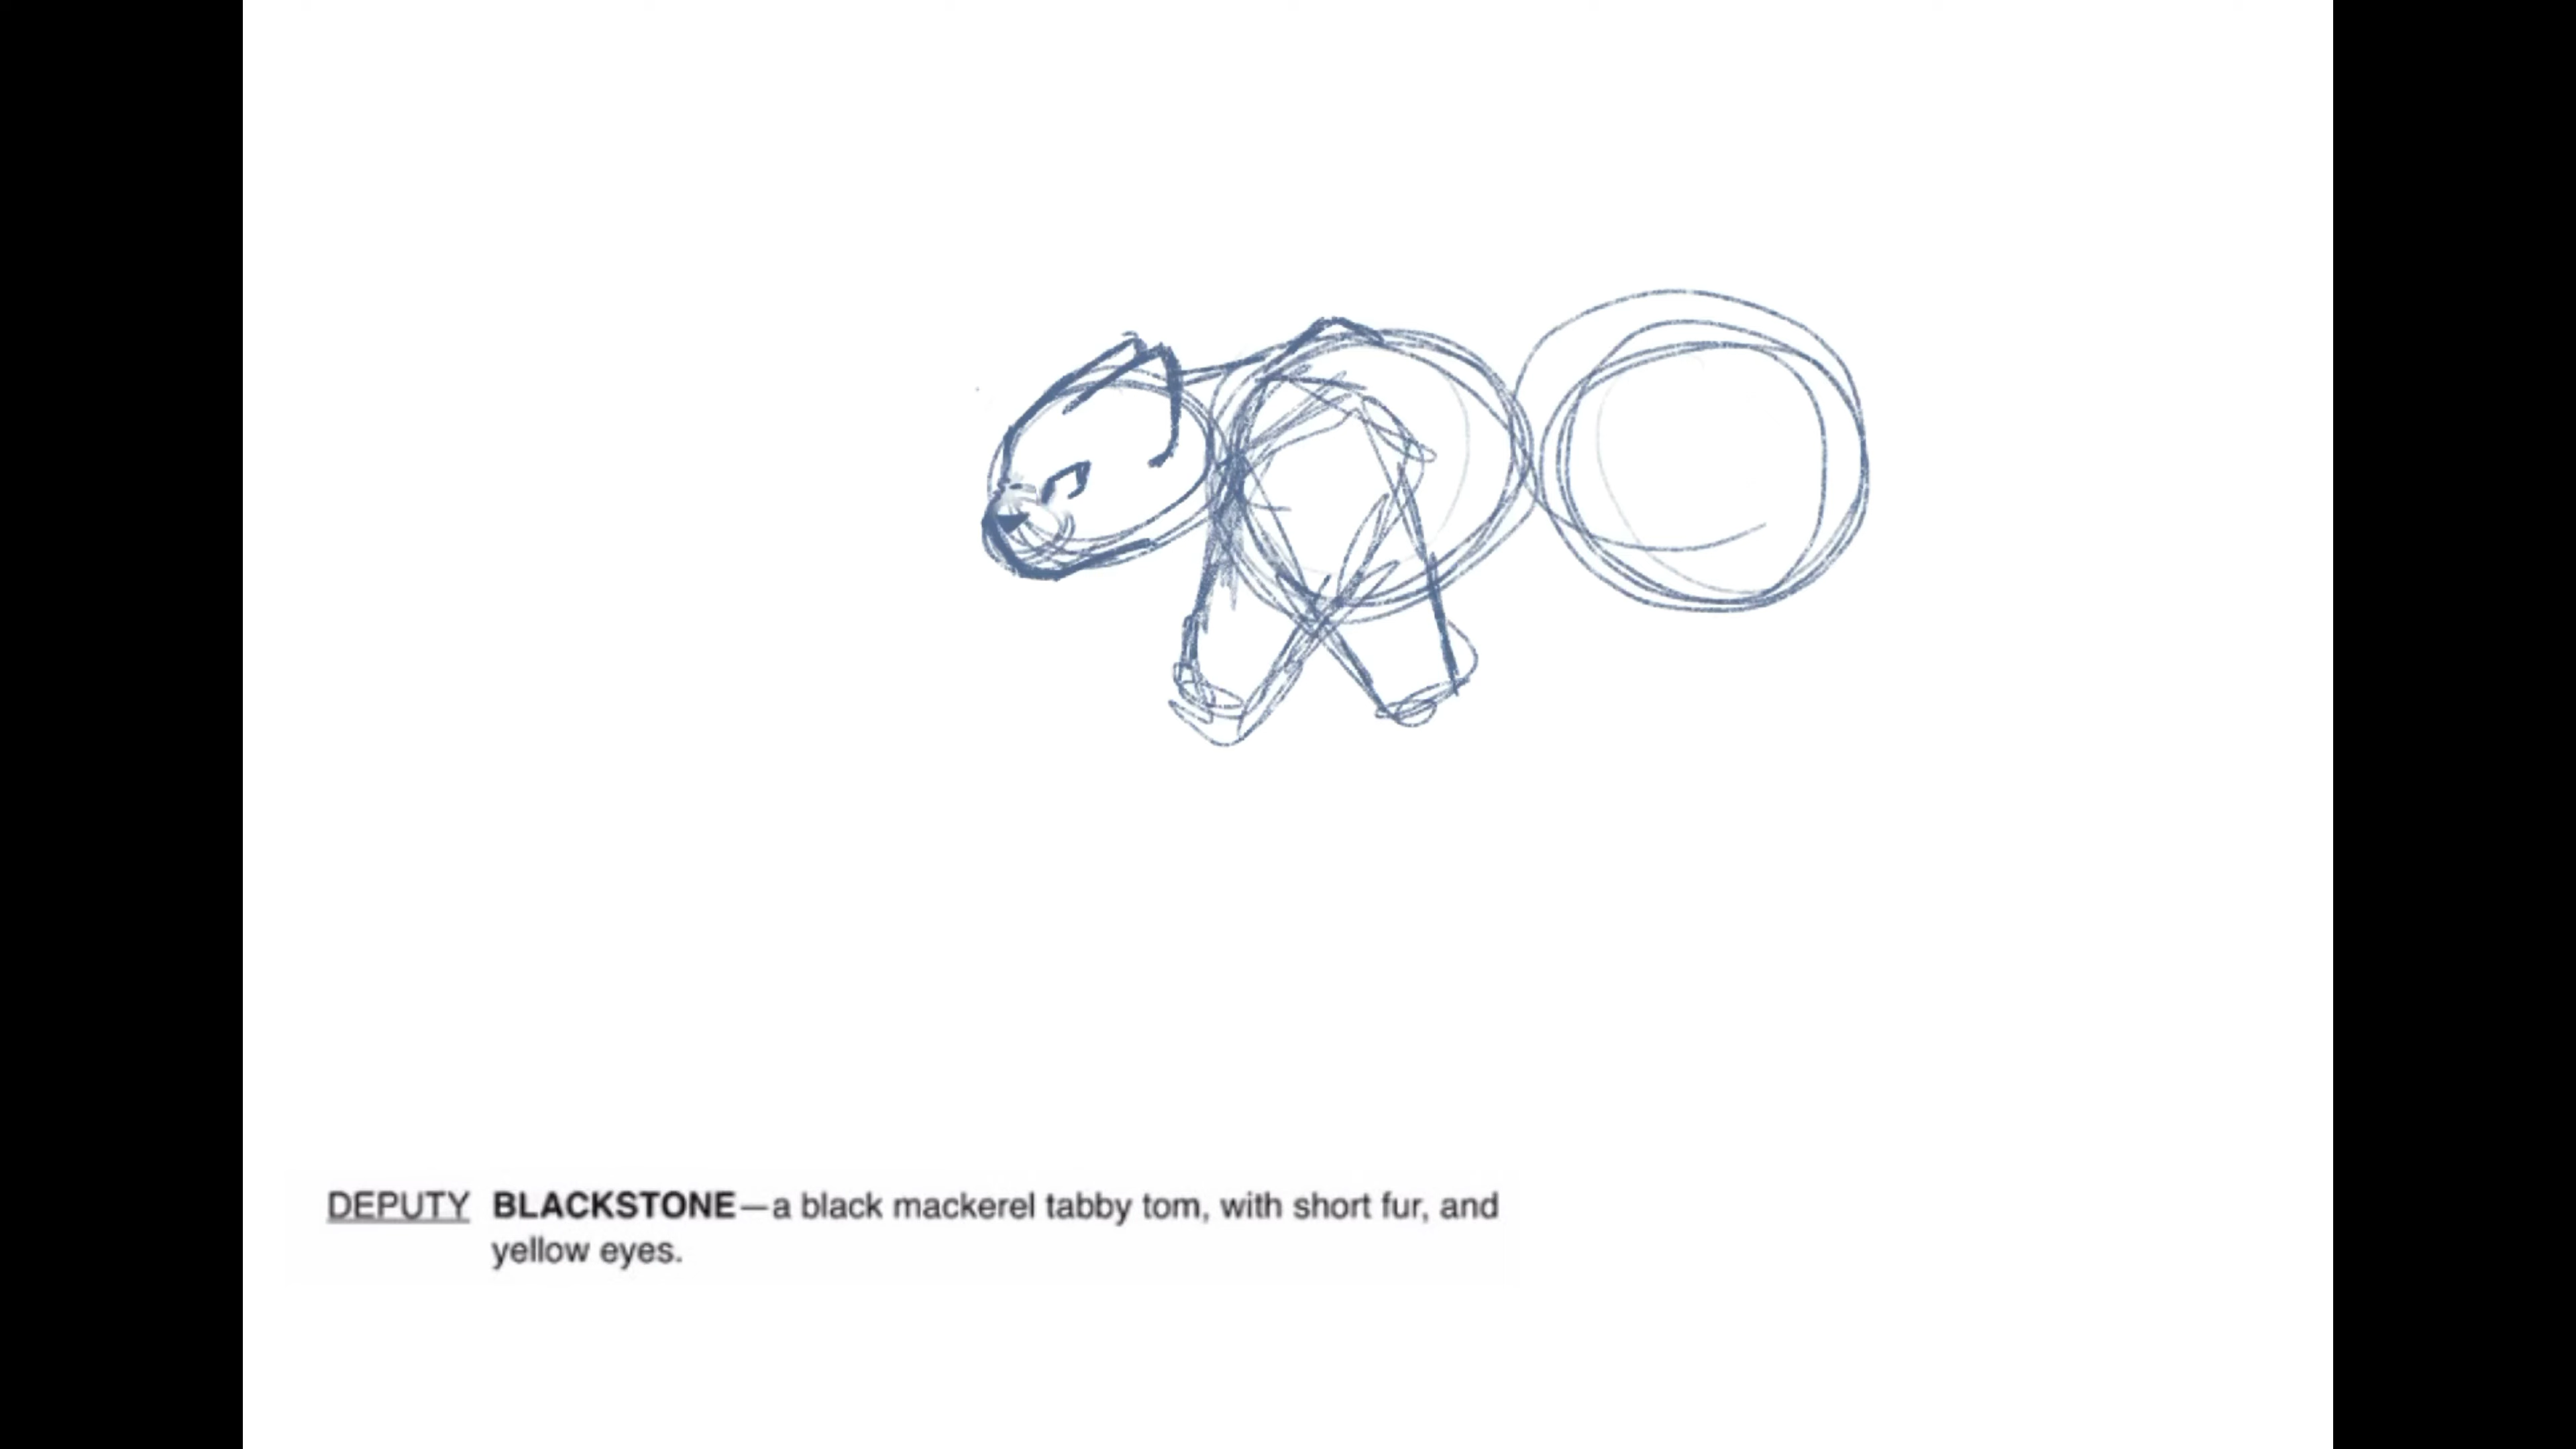 DEPUTY BLACKSTONE—a black mackerel tabby tom, with short fur, and
yellow eyes.